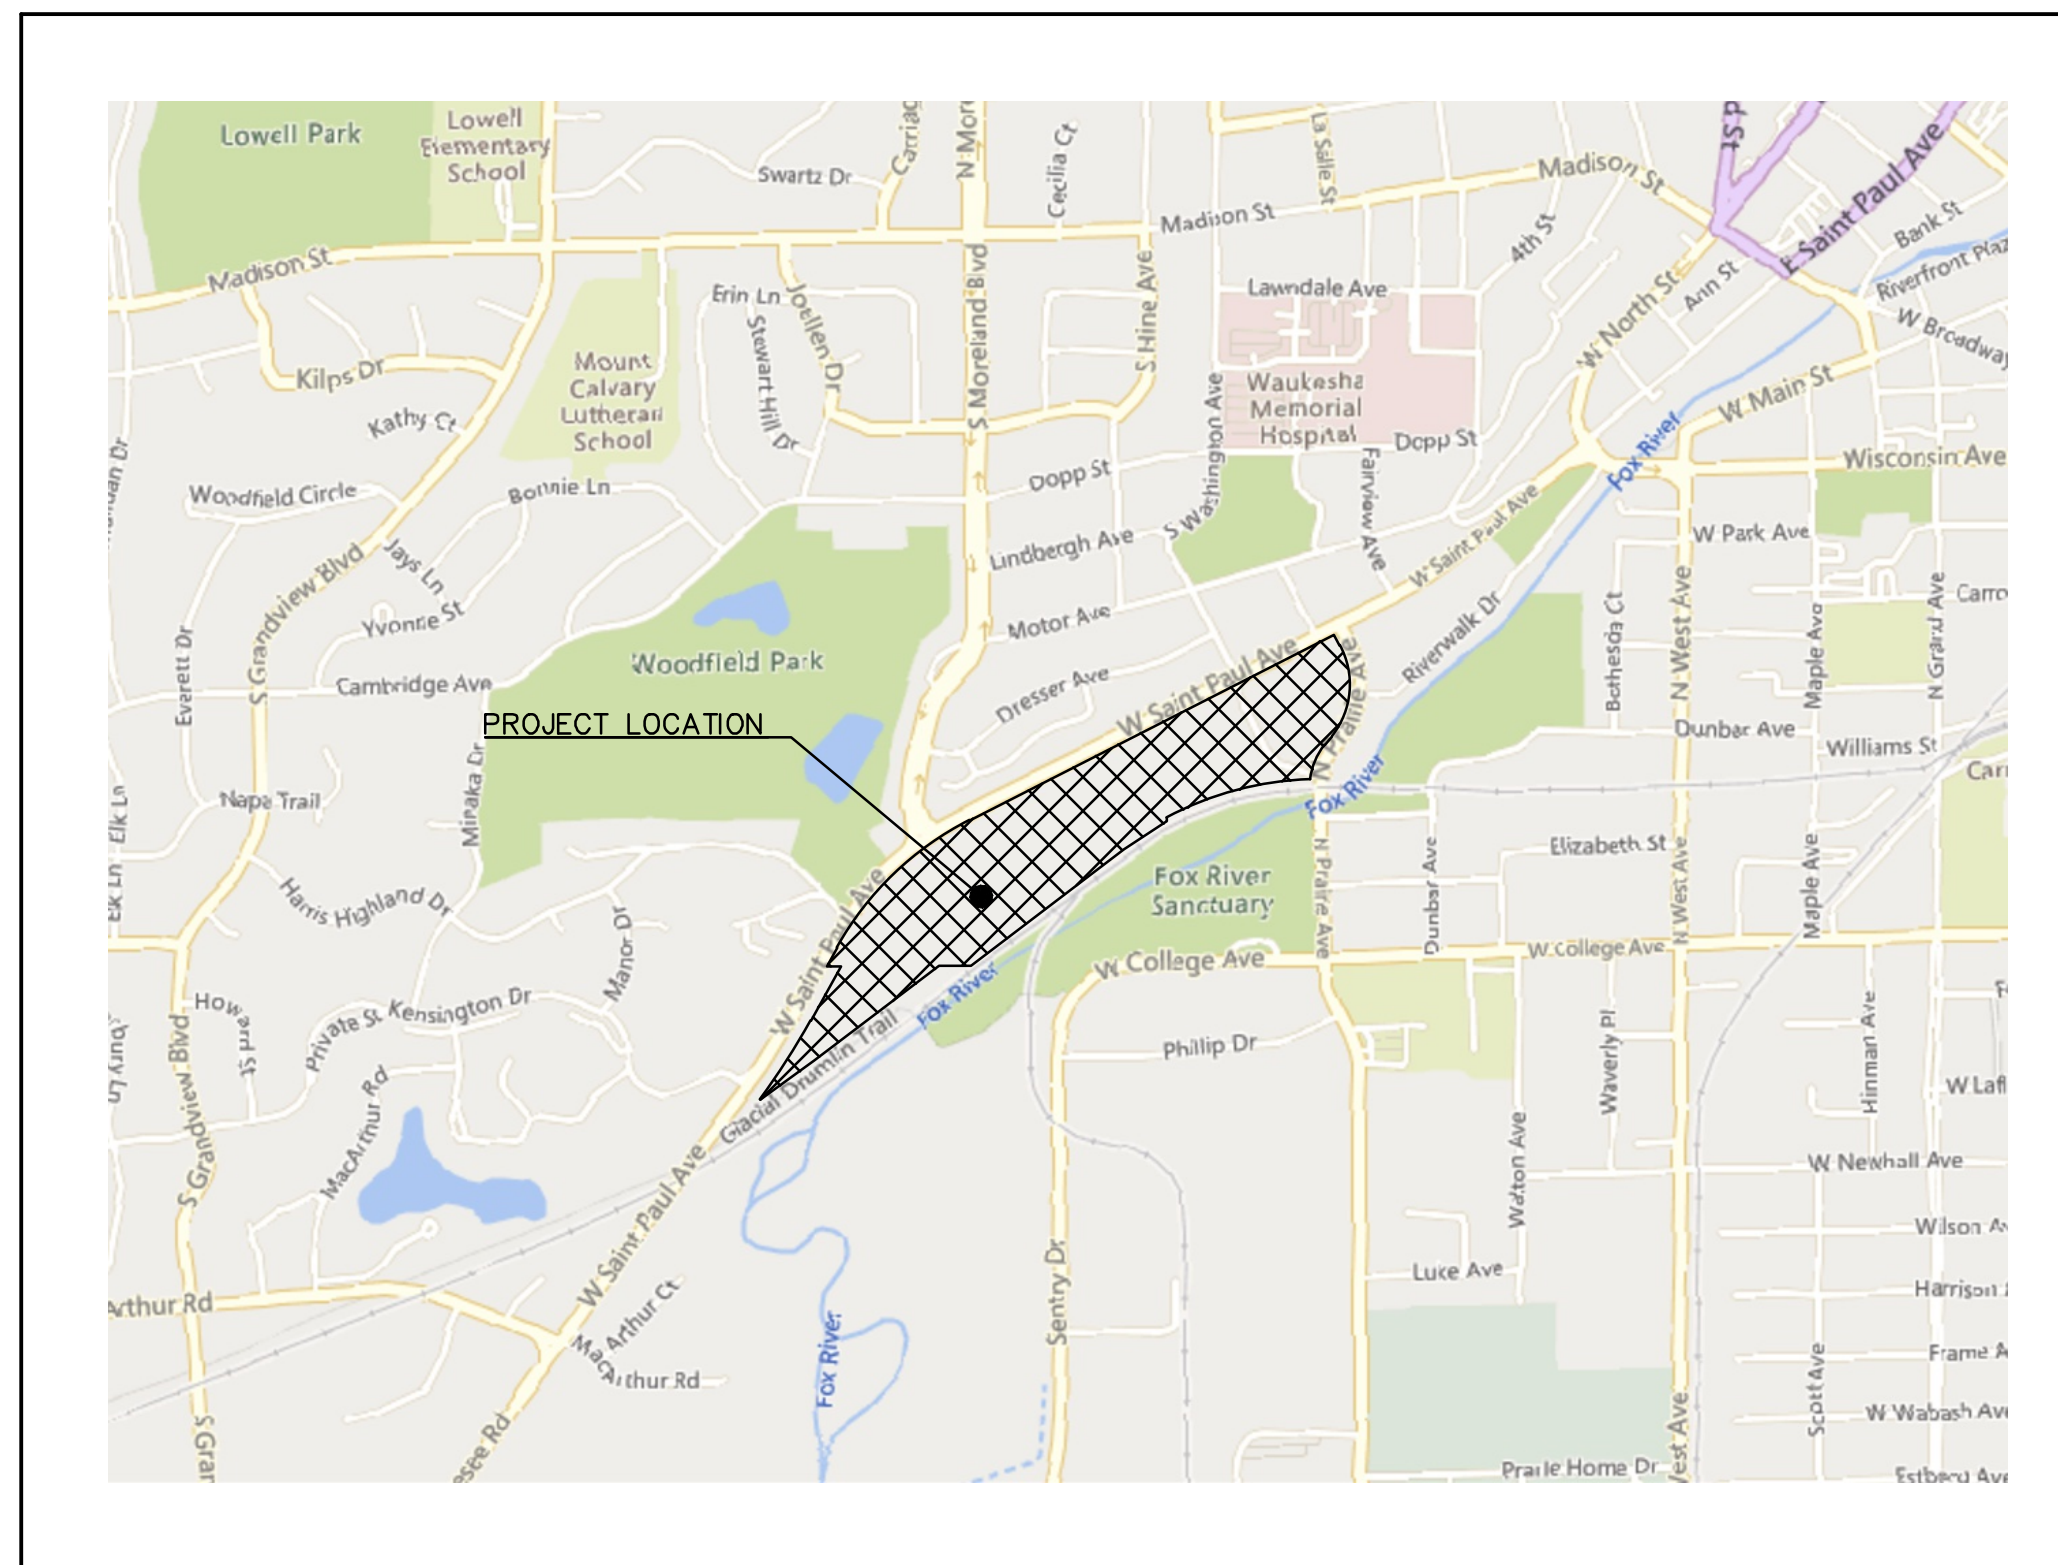 Lowell Park
Lowell
Elementary
School
Swartz Dr
Cecilia Ct
La Salle St
Madison St
Madison St
Madison St
4th St
E Saint Paul Ave
Bank St
Ann St
W North St
W Broadway
W Main St
Erin Ln
Joellen Dr
Stewart Hill Dr
S Moreland Blvd
S Hine Ave
Lawndale Ave
Waukesha
Memorial
Hospital
Mount
Calvary
Lutheran
School
Kilps Dr
Kathy Ct
Woodfield Circle
Bonnie Ln
Dopp St
Dopp St
S Washington Ave
Fairview Ave
Fox River
Wisconsin Ave
W Park Ave
Lindbergh Ave
W Saint Paul Ave
Jays Ln
Yvonne St
S Grandview Blvd
Everett Dr
Cambridge Ave
Woodfield Park
Motor Ave
Dresser Ave
W Saint Paul Ave
N Prairie Ave
Riverwalk Dr
Bethesda Ct
N West Ave
Maple Ave
N Grand Ave
Dunbar Ave
Williams St
PROJECT LOCATION
Napa Trail
Elk Ln
Elk Ln
Miraka Dr
Harris Highland Dr
Manor Dr
W Saint Paul Ave
Fox River
Fox River
Sanctuary
N Prairie Ave
Dunbar Ave
Elizabeth St
N West Ave
Maple Ave
W College Ave
W College Ave
Fox River
Howard St
Private St
Kensington Dr
MacArthur Rd
S Grandview Blvd
Glacial Drumlin Trail
Phillip Dr
Waverly Pl
Hinman Ave
Walton Ave
W Newhall Ave
W Saint Paul Ave
Arthur Rd
MacArthur Ct
MacArthur Rd
Fox River
Sentry Dr
Luke Ave
Scott Ave
W Wabash Ave
Prairie Home Dr